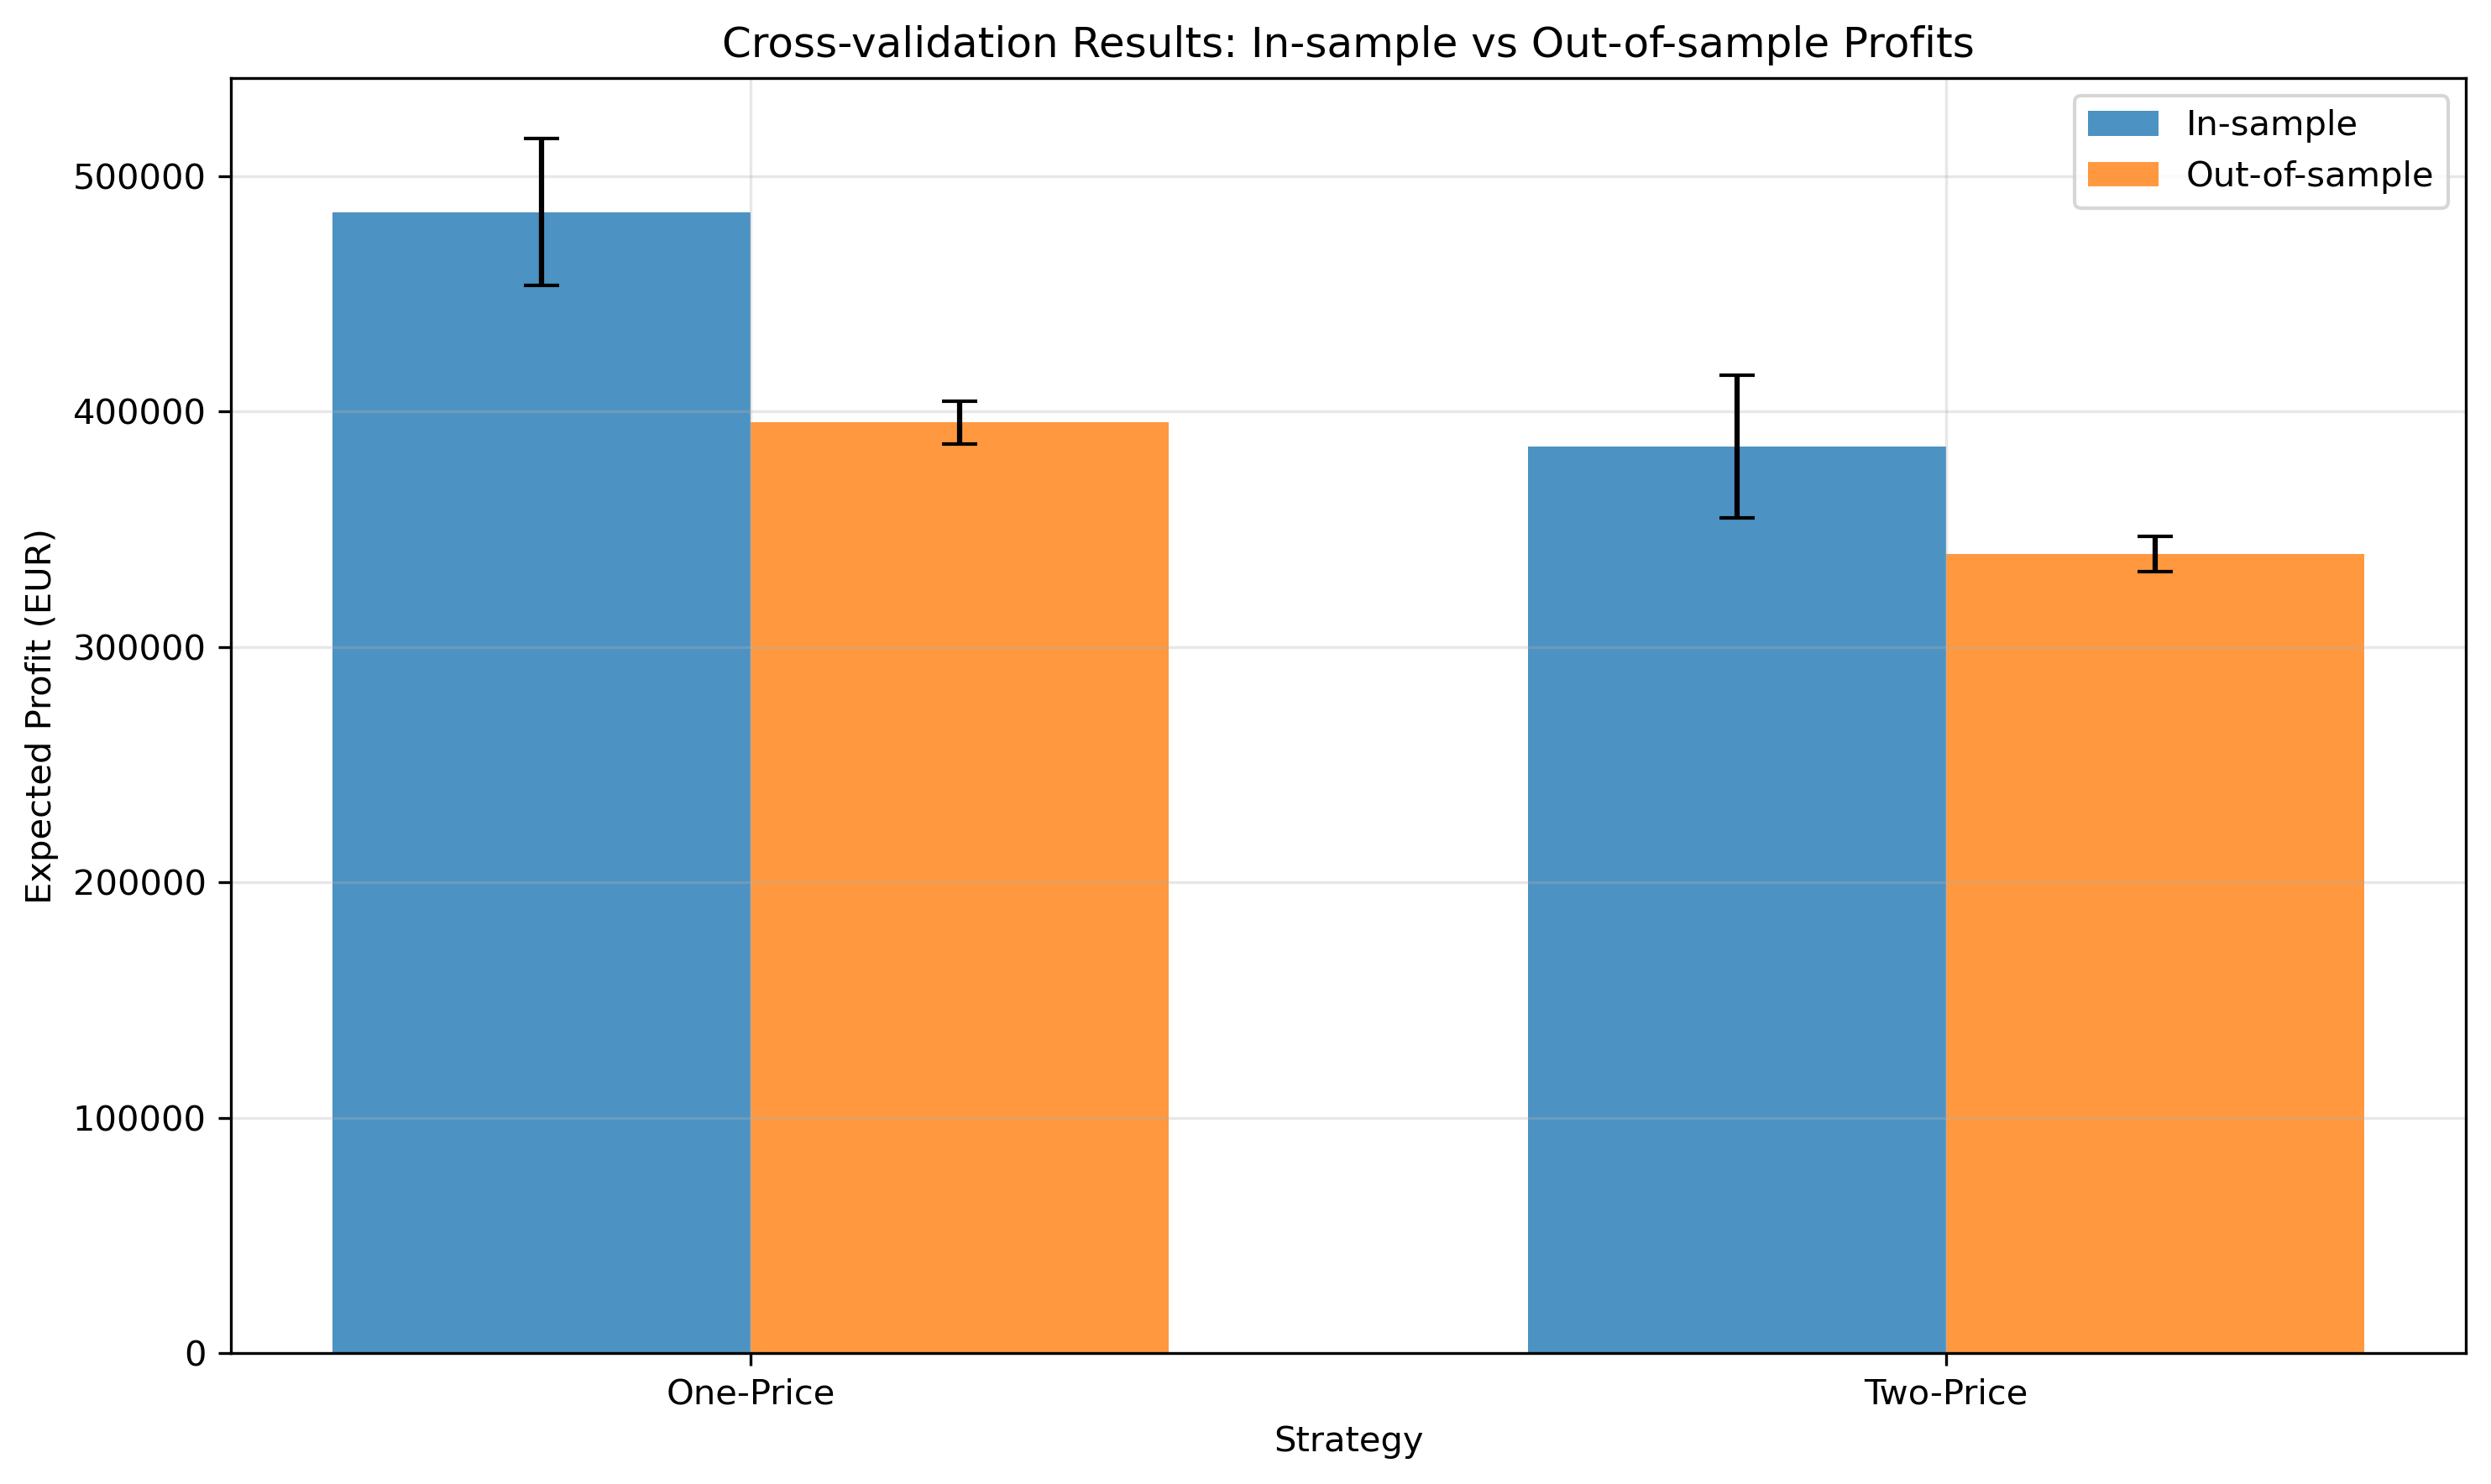 Cross-validation Results: In-sample vs Out-of-sample Profits
In-sample
Out-of-sample
Expected Profit (EUR)
500000
400000
300000
200000
100000
0
One-Price
Two-Price
Strategy